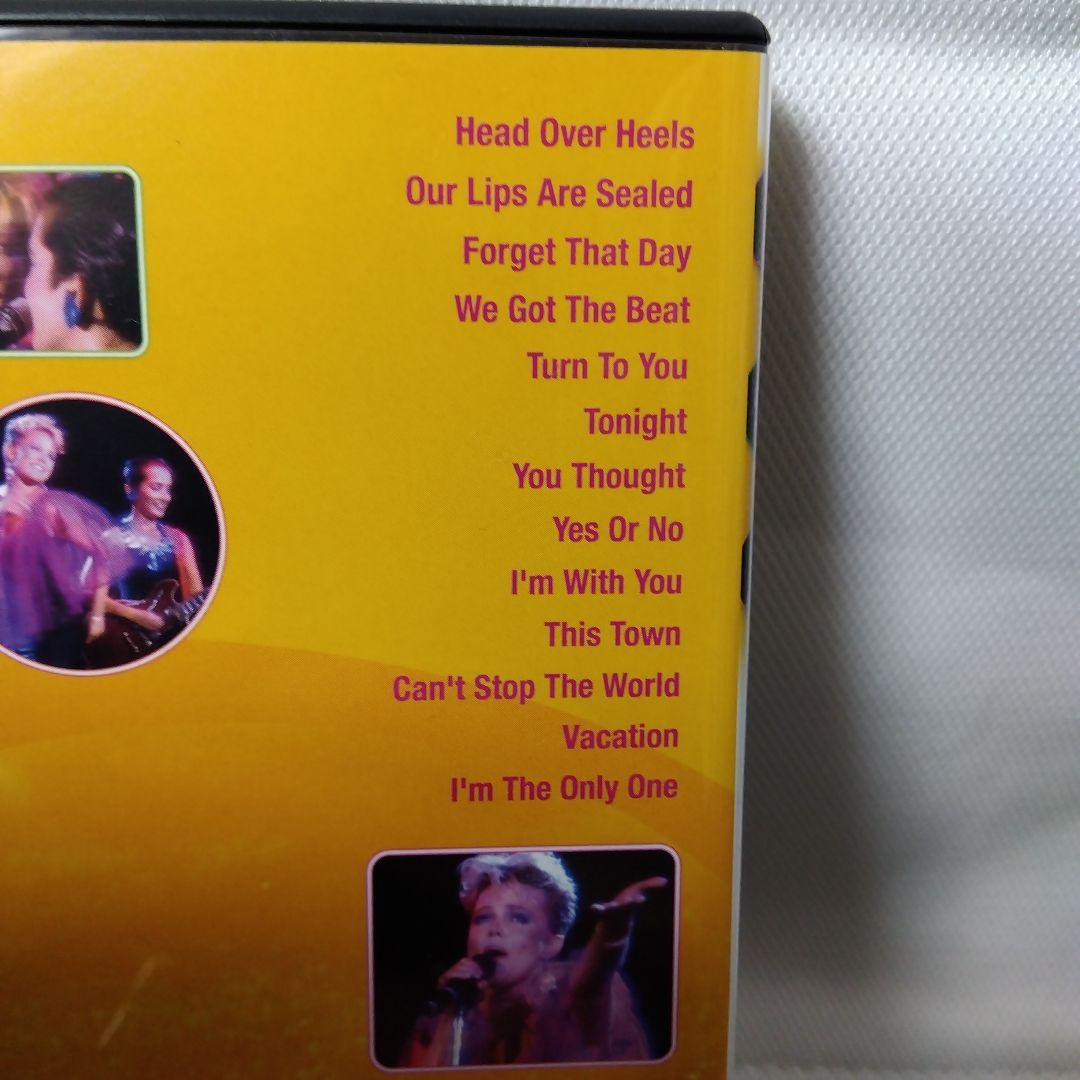 Head Over Heels
Our Lips Are Sealed
Forget That Day
We Got The Beat
Turn To You
Tonight
You Thought
Yes Or No
I'm With You
This Town
Can't Stop The World
Vacation
I'm The Only One